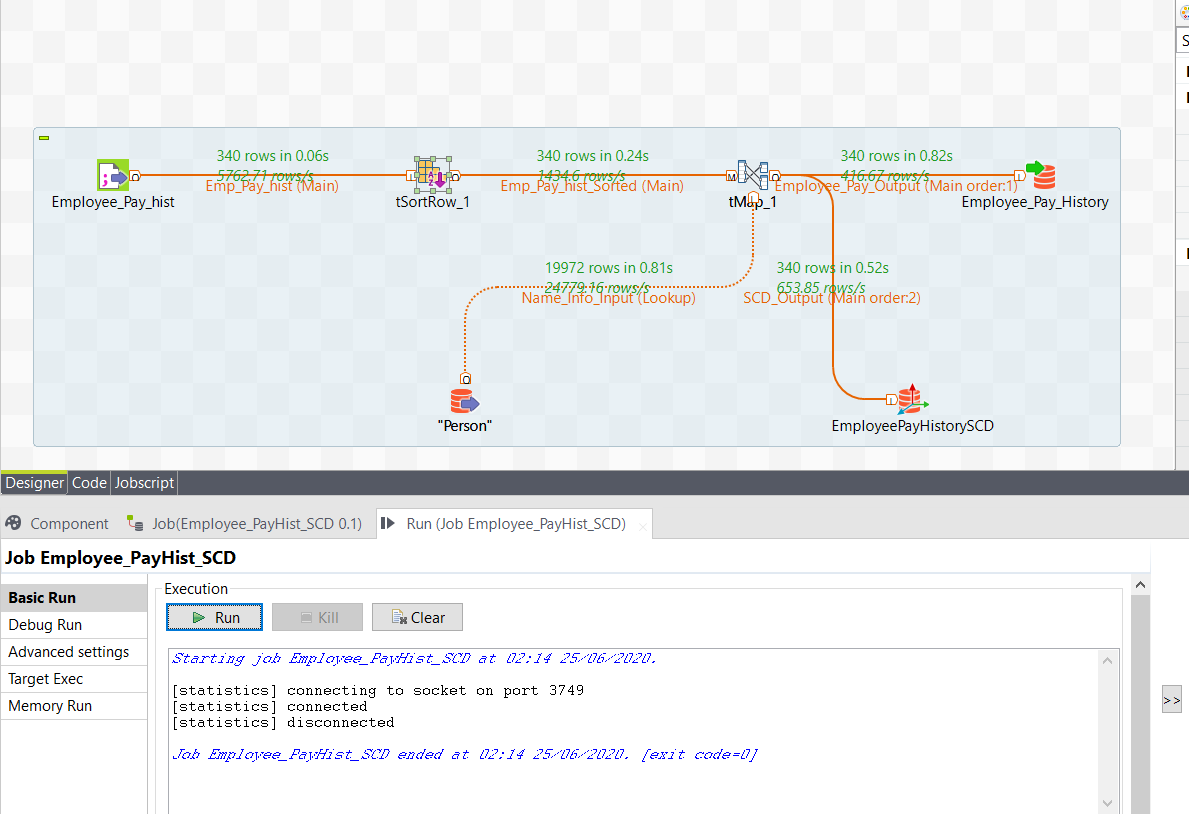 340 rows in 0.06s
5762.71 rows/s
Emp_Pay_hist (Main)
340 rows in 0.24s
1434.6 rows/s
Emp_Pay_hist_Sorted (Main)
340 rows in 0.82s
416.67 rows/s
Employee_Pay_Output (Main order:1)
Employee_Pay_hist
tSortRow_1
tMap_1
Employee_Pay_History
19972 rows in 0.81s
24779.16 rows/s
Name_Info_Input (Lookup)
340 rows in 0.52s
653.85 rows/s
SCD_Output (Main order:2)
"Person"
EmployeePayHistorySCD
Designer Code Jobscript
Component Job(Employee_PayHist_SCD 0.1) Run (Job Employee_PayHist_SCD)
Job Employee_PayHist_SCD
Basic Run
Debug Run
Advanced settings
Target Exec
Memory Run
Execution
Run Kill Clear
Starting job Employee_PayHist_SCD at 02:14 25/06/2020.
[statistics] connecting to socket on port 3749
[statistics] connected
[statistics] disconnected
Job Employee_PayHist_SCD ended at 02:14 25/06/2020. [exit code=0]
>>